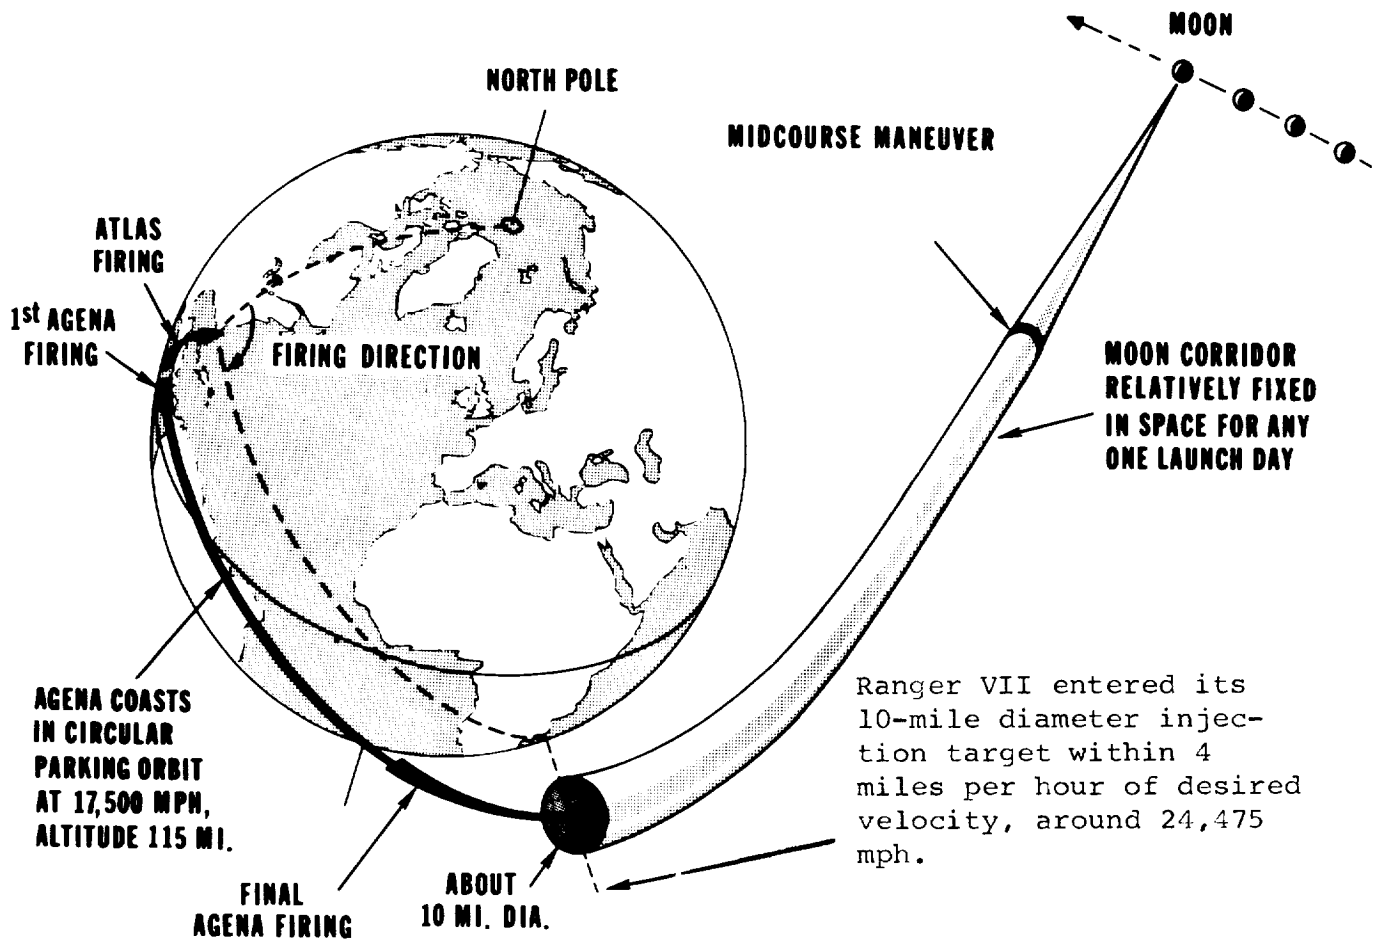 MOON
NORTH POLE
MIDCOURSE MANEUVER
ATLAS
FIRING
1st AGENA
FIRING
FIRING DIRECTION
MOON CORRIDOR
RELATIVELY FIXED
IN SPACE FOR ANY
ONE LAUNCH DAY
AGENA COASTS
IN CIRCULAR
PARKING ORBIT
AT 17,500 MPH,
ALTITUDE 115 MI.
Ranger VII entered its
10-mile diameter injec-
tion target within 4
miles per hour of desired
velocity, around 24,475
mph.
FINAL
AGENA FIRING
ABOUT
10 MI. DIA.